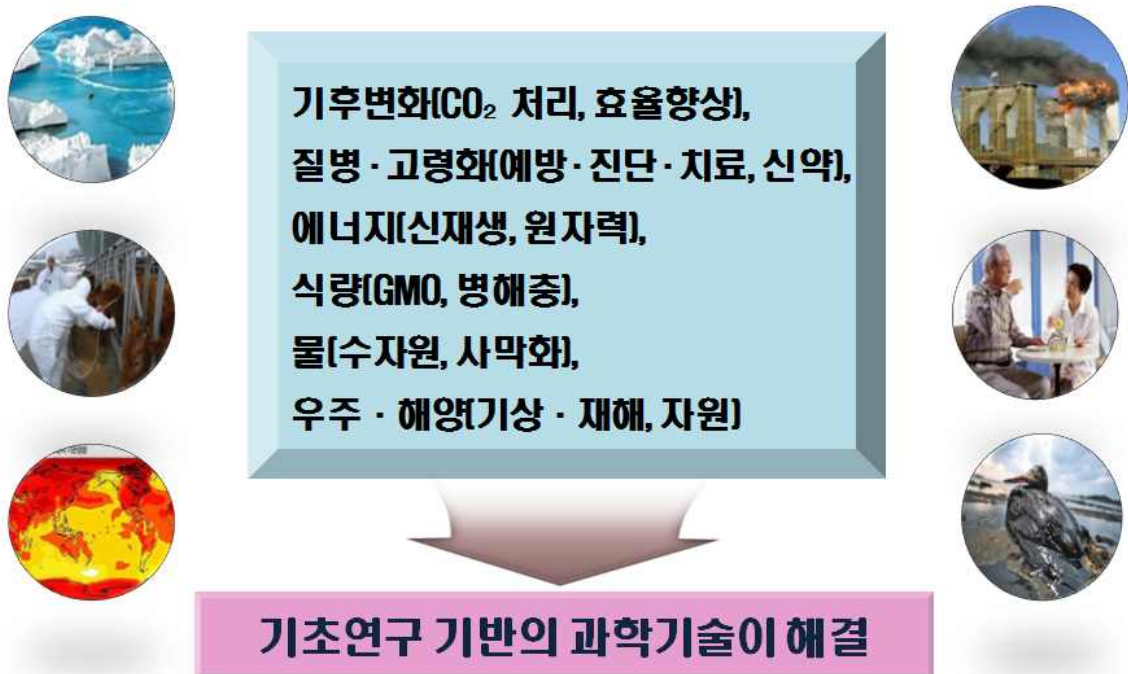 기후변화(CO₂ 처리, 효율향상),
질병·고령화(예방·진단·치료, 신약),
에너지(신재생, 원자력),
식량(GMO, 병해충),
물(수자원, 사막화),
우주·해양(기상·재해, 자원)
기초연구 기반의 과학기술이 해결